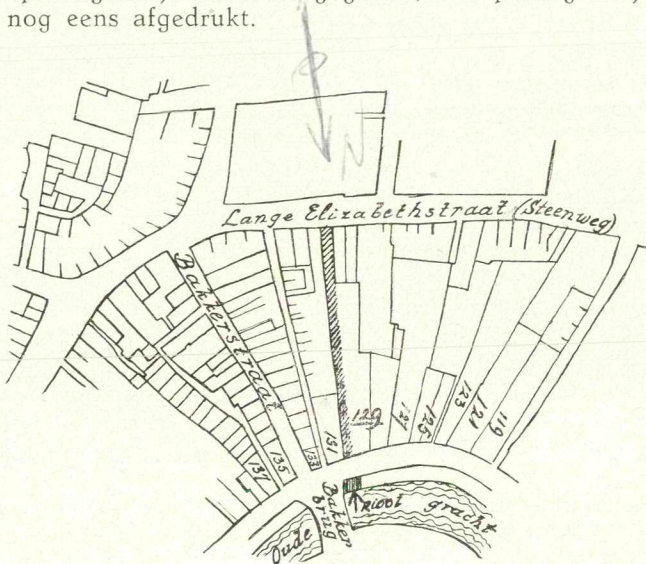 nog eens afgedrukt.
N
Lange Elizabethstraat (Steenweg)
Bakkerstraat
137
135
133
131
129
127
125
123
121
119
Bakker
brug
riool
Oude
gracht